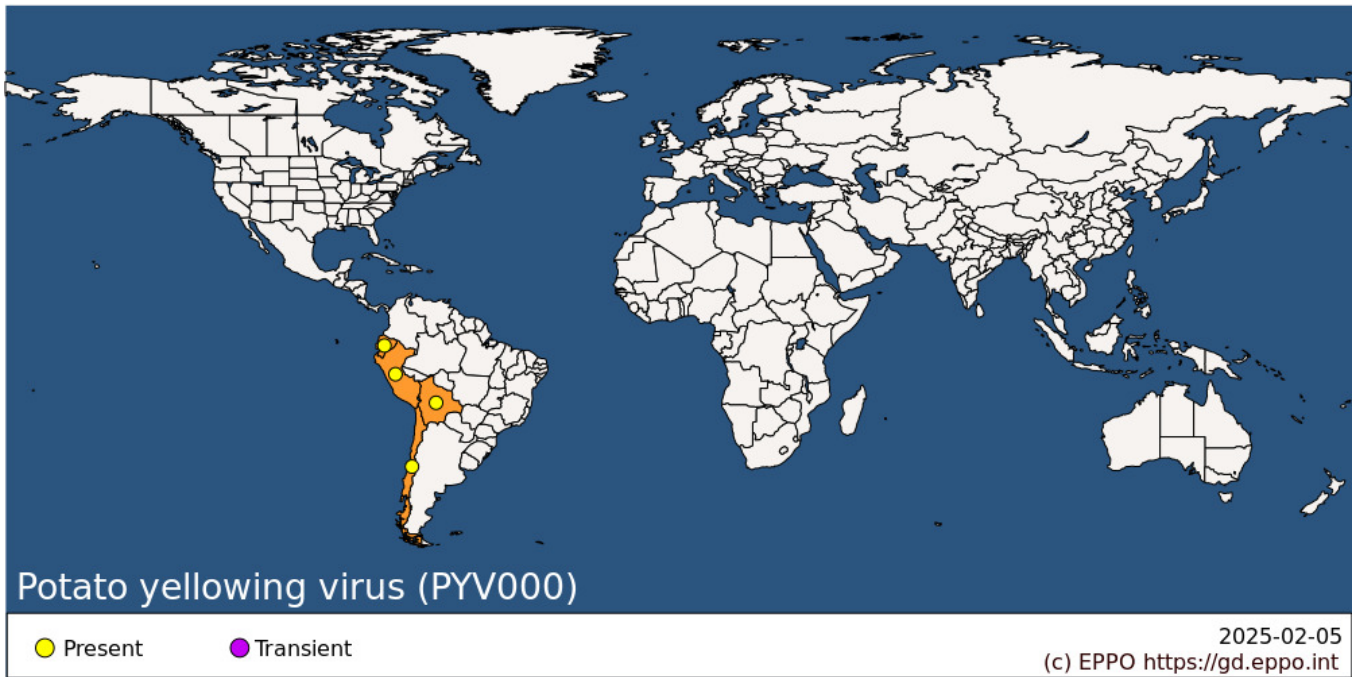 Potato yellowing virus (PYV000)
Present
Transient
2025-02-05
(c) EPPO https://gd.eppo.int